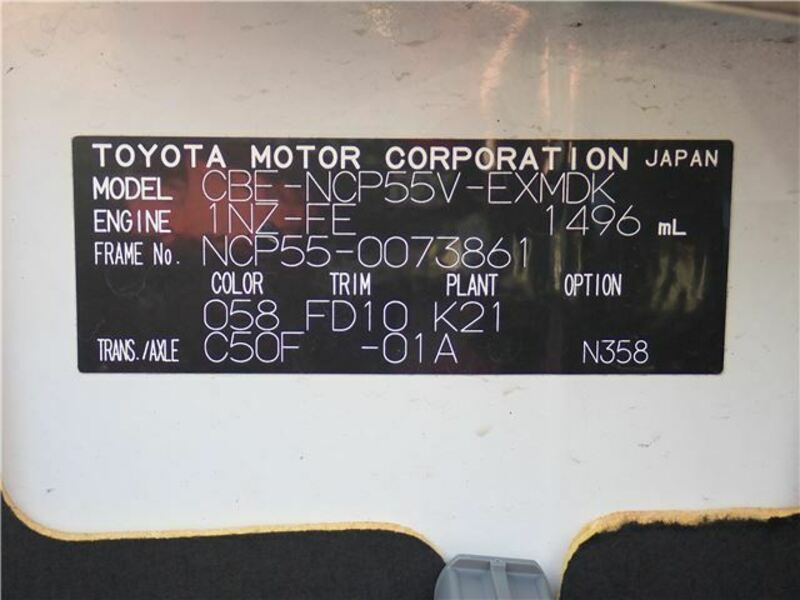 TOYOTA MOTOR CORPORATION JAPAN
MODEL CBE-NCP55V-EXMDK
ENGINE 1NZ-FE 1496 mL
FRAME No. NCP55-0073861
COLOR TRIM PLANT OPTION
058 FD10 K21
TRANS./AXLE C50F -01A N358